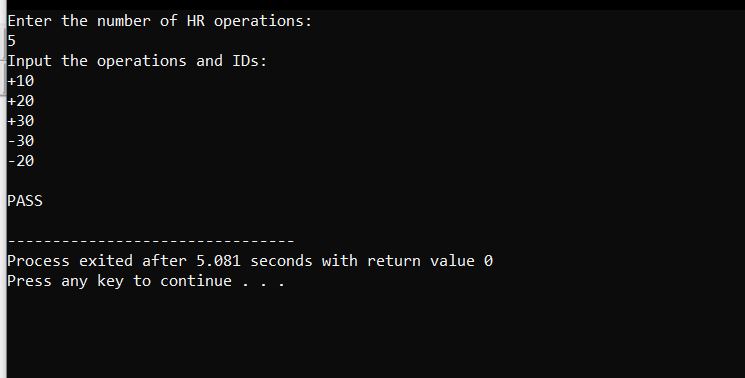 Enter the number of HR operations:
5
Input the operations and IDs:
+10
+20
+30
-30
-20
PASS
--------------------------------
Process exited after 5.081 seconds with return value 0
Press any key to continue . . .